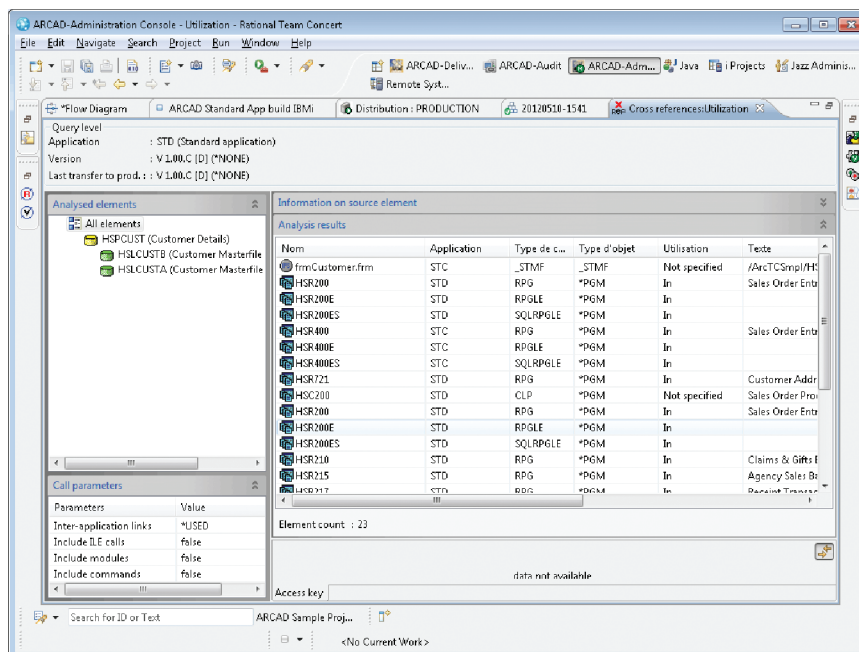 ARCAD-Administration Console - Utilization - Rational Team Concert
File Edit Navigate Search Project Run Window Help
ARCAD-Deliv... ARCAD-Audit ARCAD-Adm... Java i Projects Jazz Adminis...
Remote Syst...
*Flow Diagram ARCAD Standard App build IBMi Distribution : PRODUCTION 20120510-1541 Cross references:Utilization
Query level
Application : STD (Standard application)
Version : V 1.00.C [D] (*NONE)
Last transfer to prod. : : V 1.00.C [D] (*NONE)
Analysed elements
All elements
HSPCUST (Customer Details)
HSLCUSTB (Customer Masterfile
HSLCUSTA (Customer Masterfile
Information on source element
Analysis results
Nom Application Type de c... Type d'objet Utilisation Texte
frmCustomer.frm STC _STMF _STMF Not specified /ArcTCSmpl/HS
HSR200 STD RPG *PGM In Sales Order Entr
HSR200E STD RPGLE *PGM In
HSR200ES STD SQLRPGLE *PGM In
HSR400 STC RPG *PGM In Sales Order Entr
HSR400E STC RPGLE *PGM In
HSR400ES STC SQLRPGLE *PGM In
HSR721 STD RPG *PGM In Customer Addr
HSC200 STD CLP *PGM Not specified Sales Order Pro
HSR200 STD RPG *PGM In Sales Order Entr
HSR200E STD RPGLE *PGM In
HSR200ES STD SQLRPGLE *PGM In
HSR210 STD RPG *PGM In Claims & Gifts E
HSR215 STD RPG *PGM In Agency Sales Ba
HSR217 STD RPG *PGM In Receipt Transac
Element count : 23
Call parameters
Parameters Value
Inter-application links *USED
Include ILE calls false
Include modules false
Include commands false
data not available
Access key
Search for ID or Text ARCAD Sample Proj...
<No Current Work>